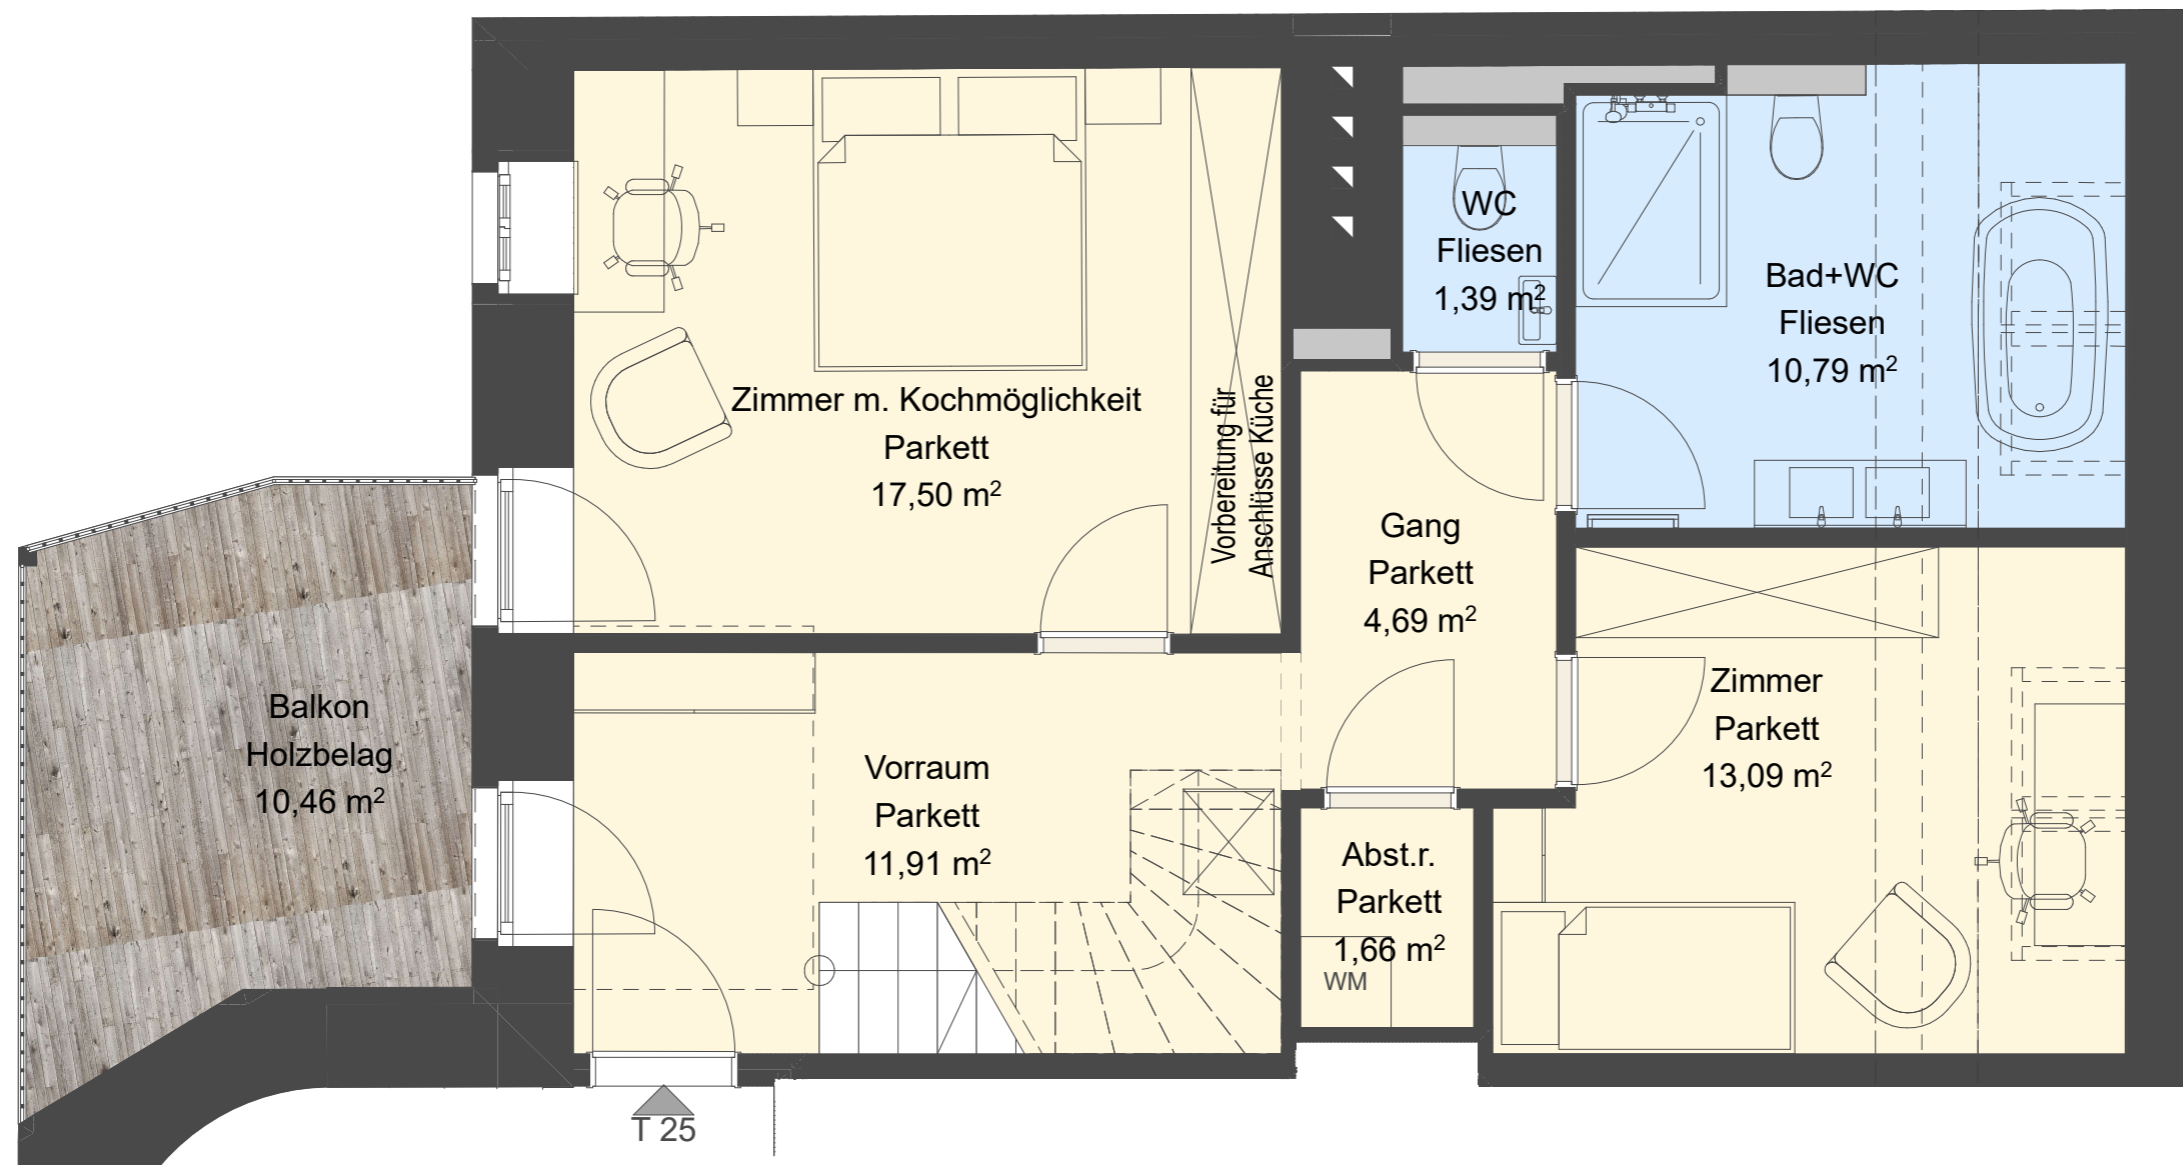 WC
Fliesen
1,39 m²
Bad+WC
Fliesen
10,79 m²
Zimmer m. Kochmöglichkeit
Parkett
17,50 m²
Vorbereitung für
Anschlüsse Küche
Gang
Parkett
4,69 m²
Zimmer
Parkett
13,09 m²
Balkon
Holzbelag
10,46 m²
Vorraum
Parkett
11,91 m²
Abst.r.
Parkett
1,66 m²
WM
T 25